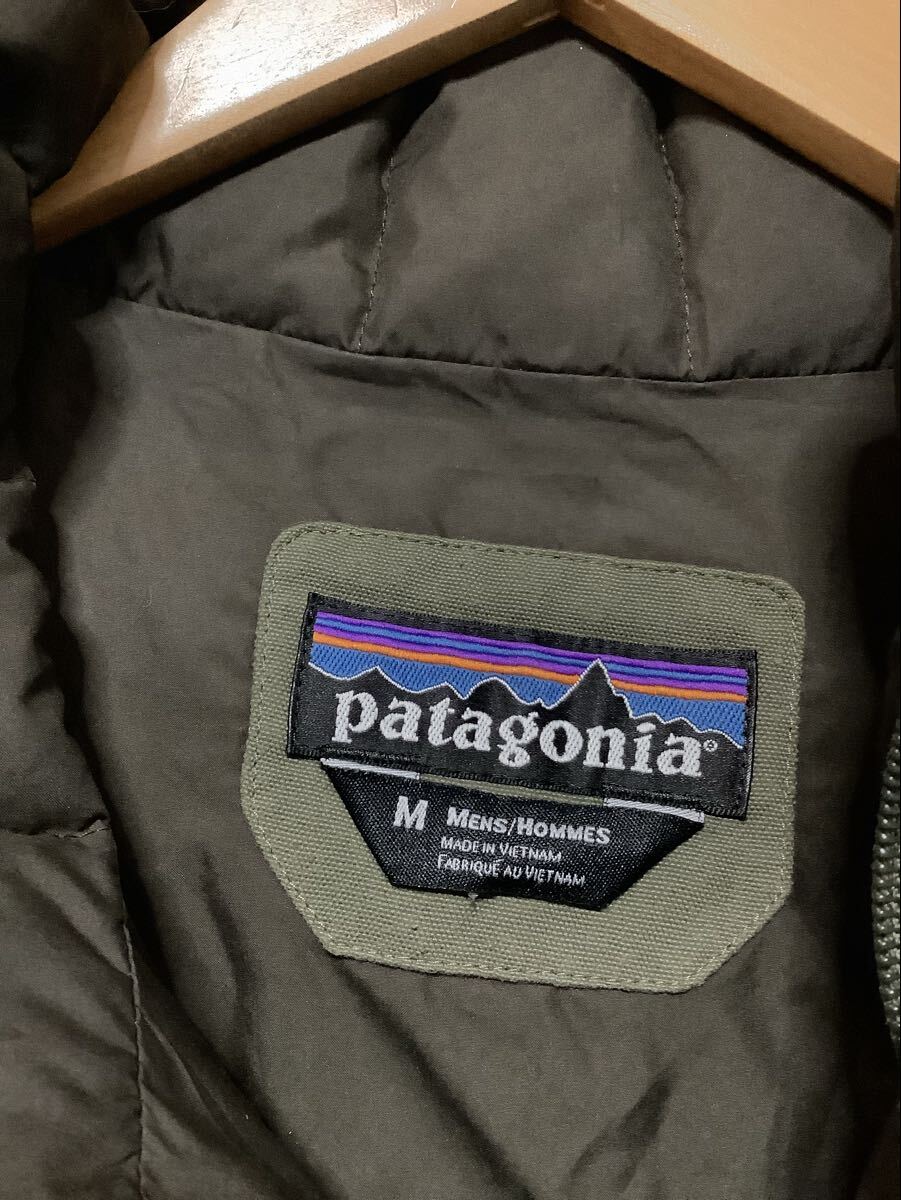 patagonia®
M MENS/HOMMES
MADE IN VIETNAM
FABRIQUÉ AU VIETNAM